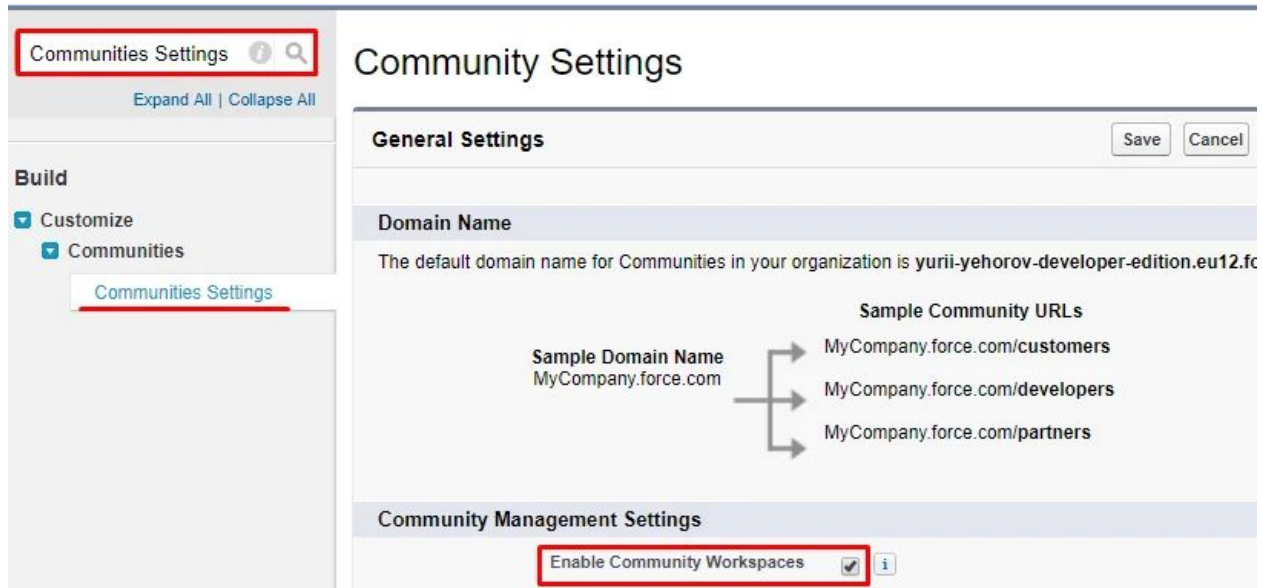 Communities Settings
Expand All | Collapse All
Build
Customize
Communities
Communities Settings
Community Settings
General Settings
Save
Cancel
Domain Name
The default domain name for Communities in your organization is yurii-yehorov-developer-edition.eu12.fo
Sample Community URLs
Sample Domain Name
MyCompany.force.com
MyCompany.force.com/customers
MyCompany.force.com/developers
MyCompany.force.com/partners
Community Management Settings
Enable Community Workspaces
i